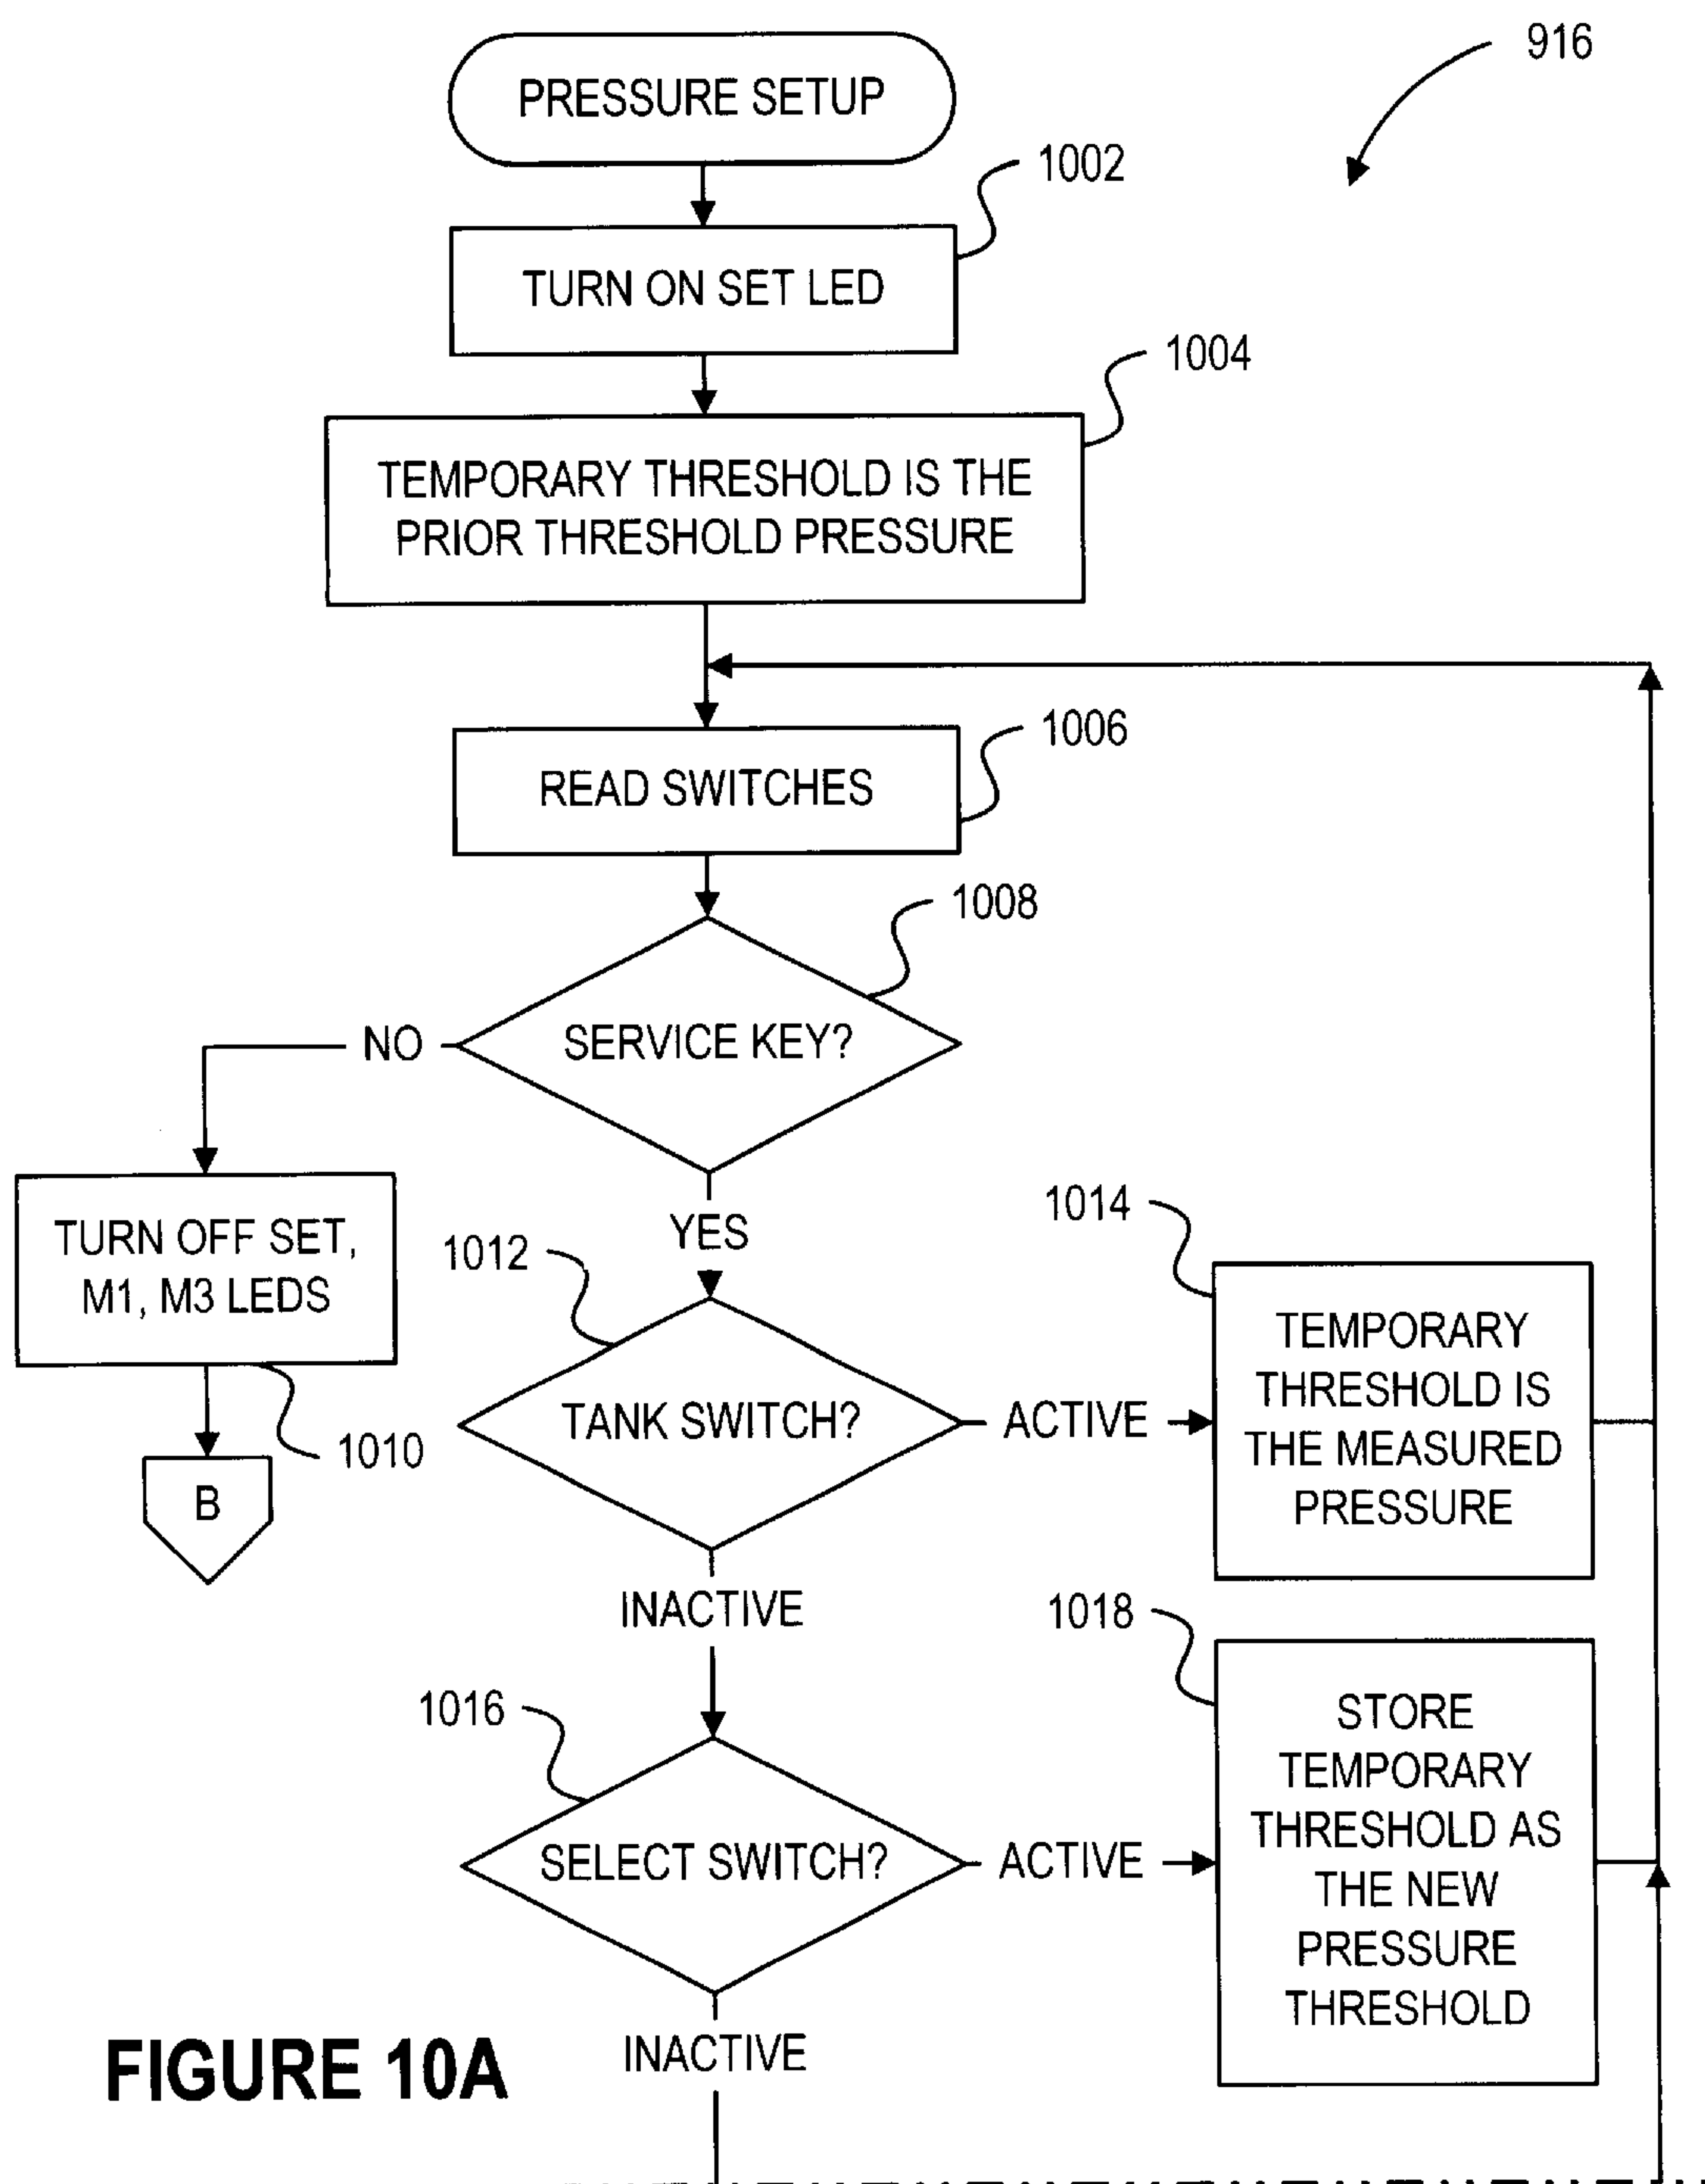 916
PRESSURE SETUP
1002
TURN ON SET LED
1004
TEMPORARY THRESHOLD IS THE
PRIOR THRESHOLD PRESSURE
1006
READ SWITCHES
1008
SERVICE KEY?
NO
YES
TURN OFF SET,
M1, M3 LEDS
1010
B
1012
TANK SWITCH?
ACTIVE
1014
TEMPORARY
THRESHOLD IS
THE MEASURED
PRESSURE
INACTIVE
1016
SELECT SWITCH?
ACTIVE
1018
STORE
TEMPORARY
THRESHOLD AS
THE NEW
PRESSURE
THRESHOLD
INACTIVE
FIGURE 10A